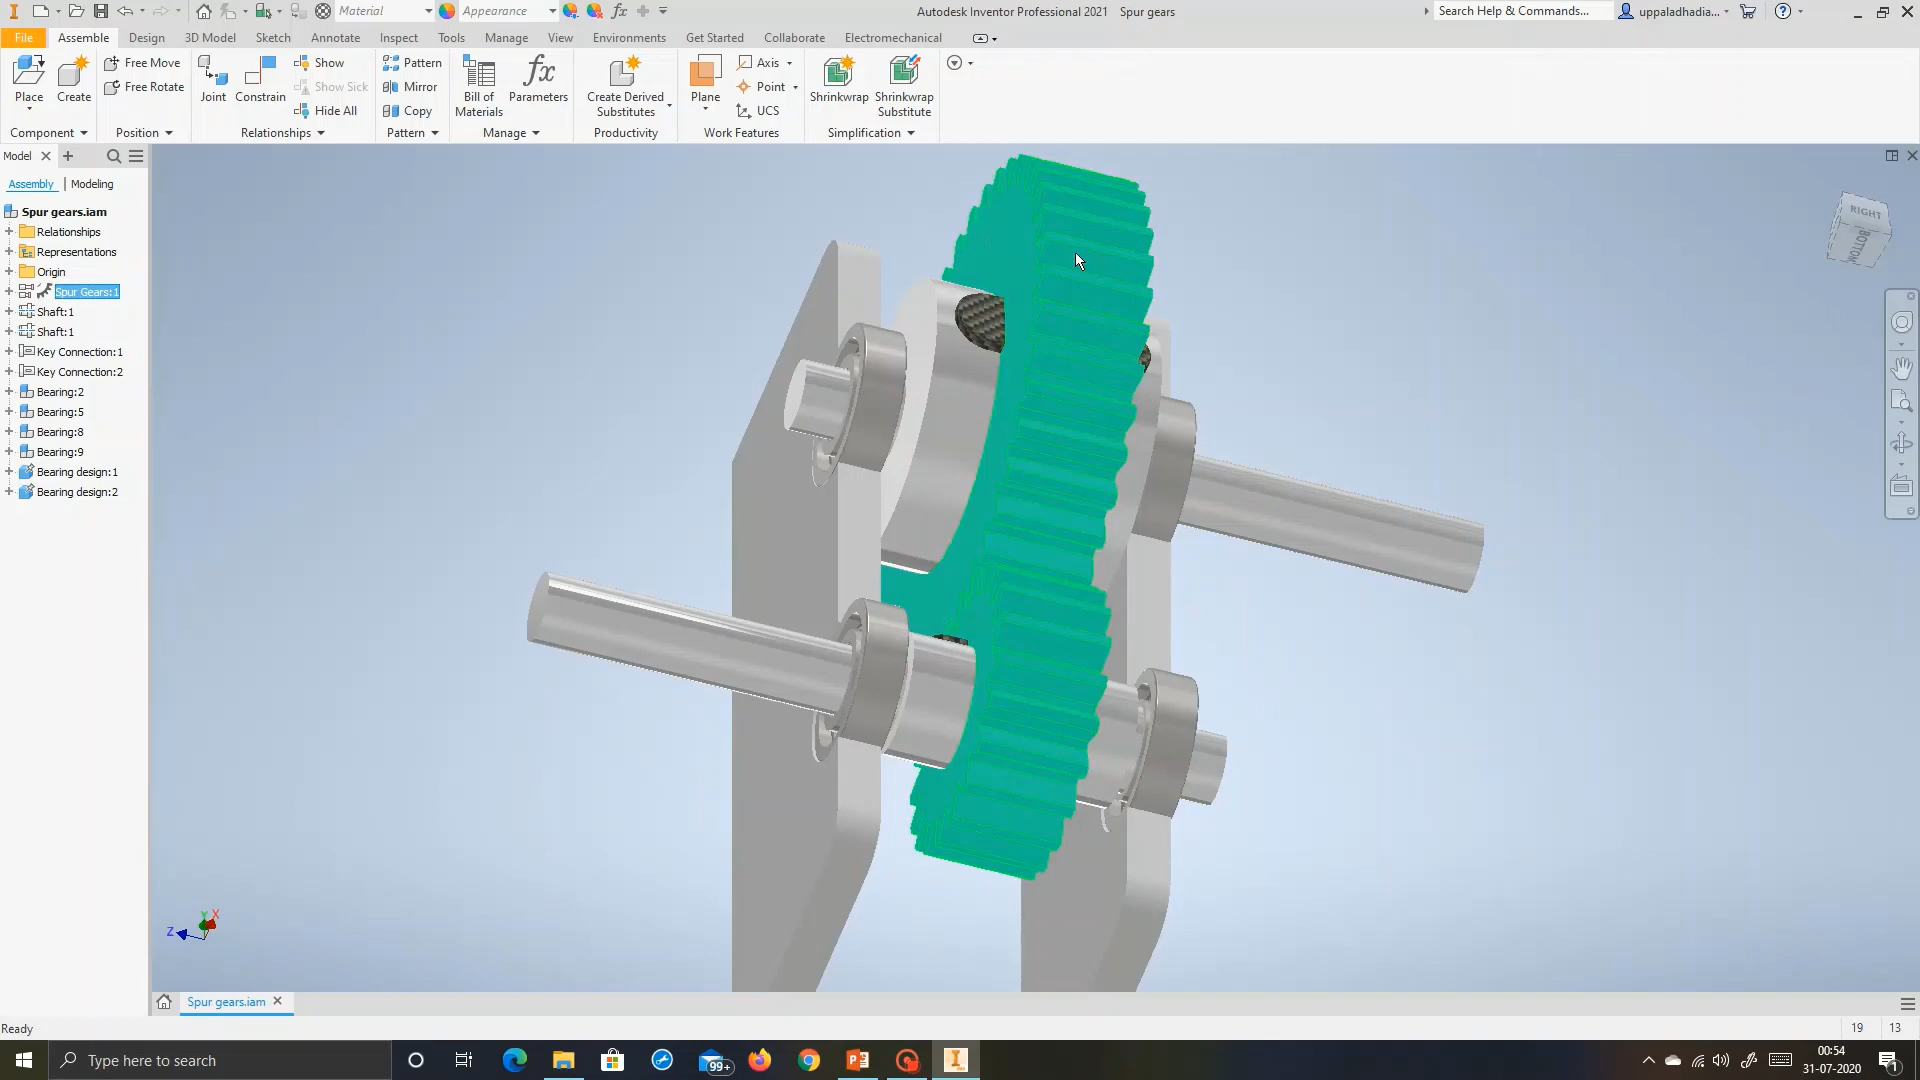 Material
Appearance
Autodesk Inventor Professional 2021 Spur gears
Search Help & Commands...
uppaladhadia...
File Assemble Design 3D Model Sketch Annotate Inspect Tools Manage View Environments Get Started Collaborate Electromechanical
Place
Create
Free Move
Free Rotate
Joint
Constrain
Show
Show Sick
Hide All
Pattern
Mirror
Copy
Bill of
Materials
Parameters
Create Derived
Substitutes
Plane
Axis
Point
UCS
Shrinkwrap
Shrinkwrap
Substitute
Component Position Relationships Pattern Manage Productivity Work Features Simplification
Model
Assembly Modeling
Spur gears.iam
Relationships
Representations
Origin
Spur Gears:1
Shaft:1
Shaft:1
Key Connection:1
Key Connection:2
Bearing:2
Bearing:5
Bearing:8
Bearing:9
Bearing design:1
Bearing design:2
RIGHT
BOTTOM
Z Y X
Spur gears.iam
Ready
19 13
Type here to search
99+
00:54
31-07-2020
1